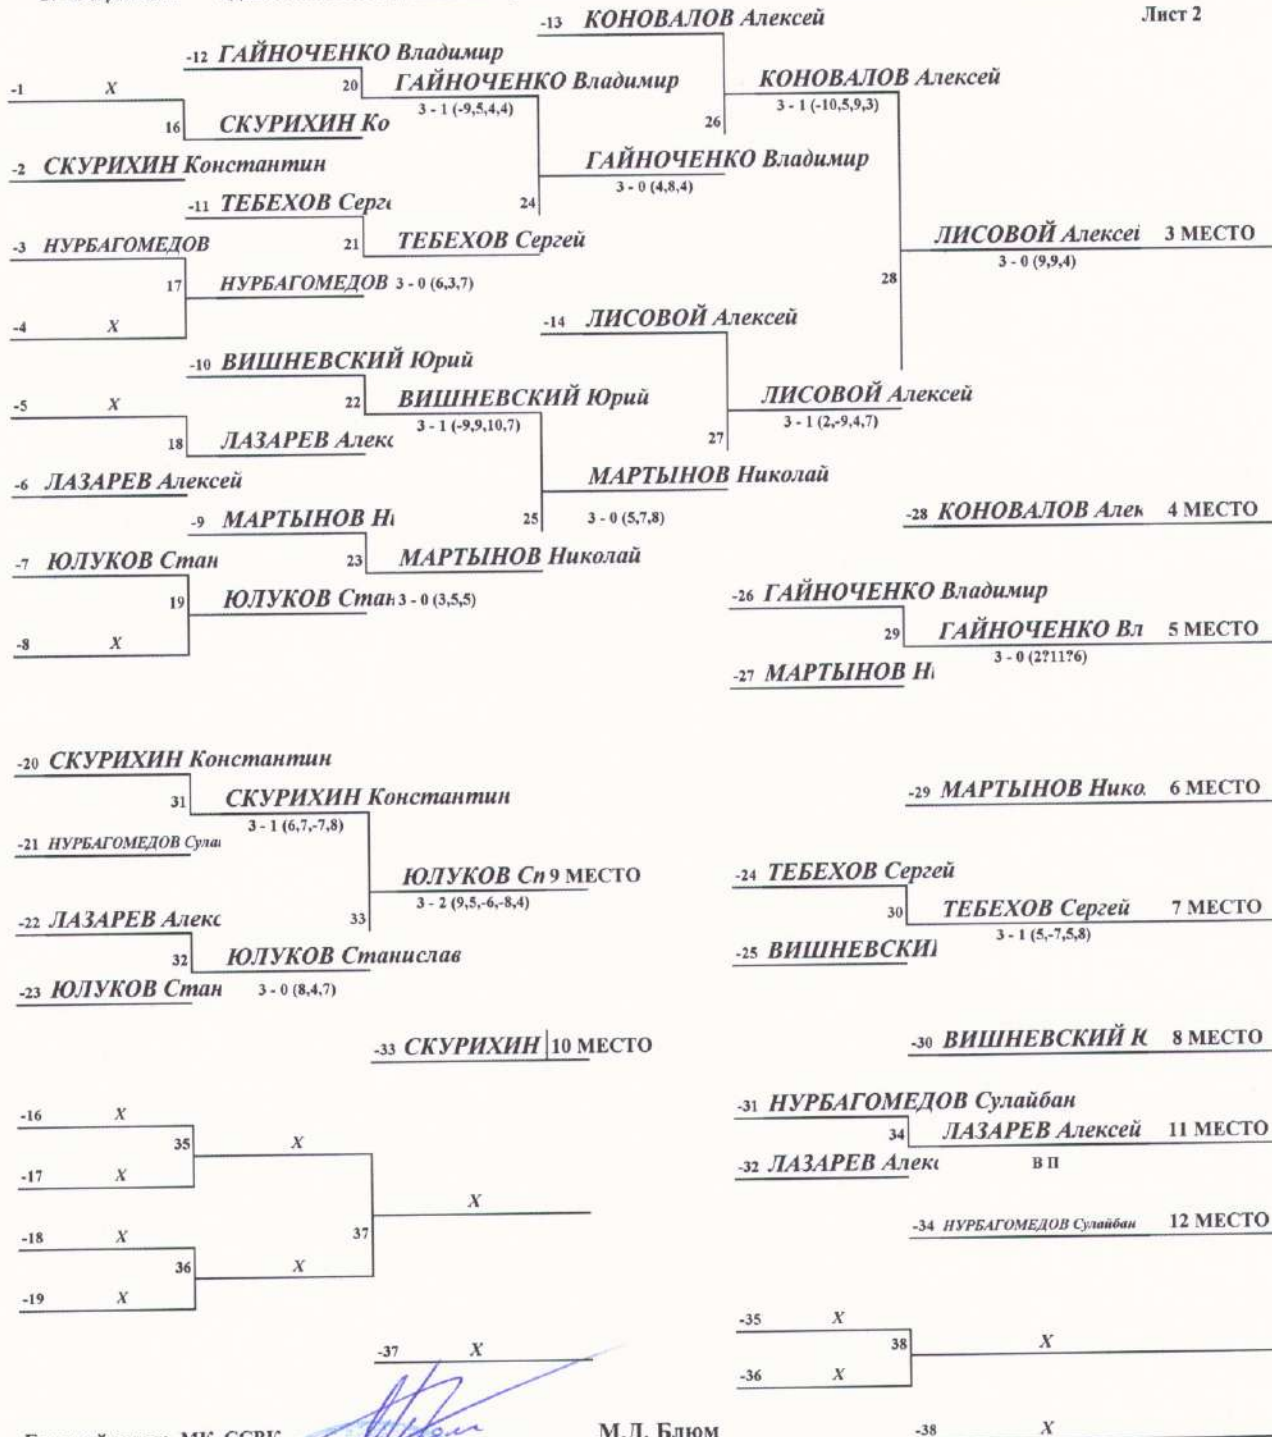 Лист 2
-13 КОНОВАЛОВ Алексей
-12 ГАЙНОЧЕНКО Владимир
-1 X
20 ГАЙНОЧЕНКО Владимир
3 - 1 (-9,5,4,4)
КОНОВАЛОВ Алексей
3 - 1 (-10,5,9,3)
16 СКУРИХИН Ко
26
-2 СКУРИХИН Константин
ГАЙНОЧЕНКО Владимир
3 - 0 (4,8,4)
-11 ТЕБЕХОВ Серге
24
-3 НУРБАГОМЕДОВ
21 ТЕБЕХОВ Сергей
ЛИСОВОЙ Алексей 3 МЕСТО
3 - 0 (9,9,4)
17 НУРБАГОМЕДОВ 3 - 0 (6,3,7)
28
-4 X
-14 ЛИСОВОЙ Алексей
-10 ВИШНЕВСКИЙ Юрий
-5 X
22 ВИШНЕВСКИЙ Юрий
3 - 1 (-9,9,10,7)
ЛИСОВОЙ Алексей
3 - 1 (2,-9,4,7)
18 ЛАЗАРЕВ Алекс
27
-6 ЛАЗАРЕВ Алексей
МАРТЫНОВ Николай
-9 МАРТЫНОВ Ни
25 3 - 0 (5,7,8)
-28 КОНОВАЛОВ Алек 4 МЕСТО
-7 ЮЛУКОВ Стан
23 МАРТЫНОВ Николай
19 ЮЛУКОВ Стан 3 - 0 (3,5,5)
-26 ГАЙНОЧЕНКО Владимир
-8 X
29 ГАЙНОЧЕНКО Вл 5 МЕСТО
3 - 0 (2?11?6)
-27 МАРТЫНОВ Ни
-20 СКУРИХИН Константин
31 СКУРИХИН Константин
3 - 1 (6,7,-7,8)
-29 МАРТЫНОВ Нико. 6 МЕСТО
-21 НУРБАГОМЕДОВ Сулай
ЮЛУКОВ Ст 9 МЕСТО
3 - 2 (9,5,-6,-8,4)
-24 ТЕБЕХОВ Сергей
-22 ЛАЗАРЕВ Алекс
33
30 ТЕБЕХОВ Сергей 7 МЕСТО
3 - 1 (5,-7,5,8)
32 ЮЛУКОВ Станислав
-25 ВИШНЕВСКИЙ
-23 ЮЛУКОВ Стан 3 - 0 (8,4,7)
-33 СКУРИХИН 10 МЕСТО
-30 ВИШНЕВСКИЙ Ю 8 МЕСТО
-16 X
-31 НУРБАГОМЕДОВ Сулайбан
35 X
34 ЛАЗАРЕВ Алексей 11 МЕСТО
-17 X
-32 ЛАЗАРЕВ Алекс в п
X
-18 X
37
-34 НУРБАГОМЕДОВ Сулайбан 12 МЕСТО
36 X
-19 X
-35 X
-37 X
38 X
-36 X
М.Л. Блюм
-38 X